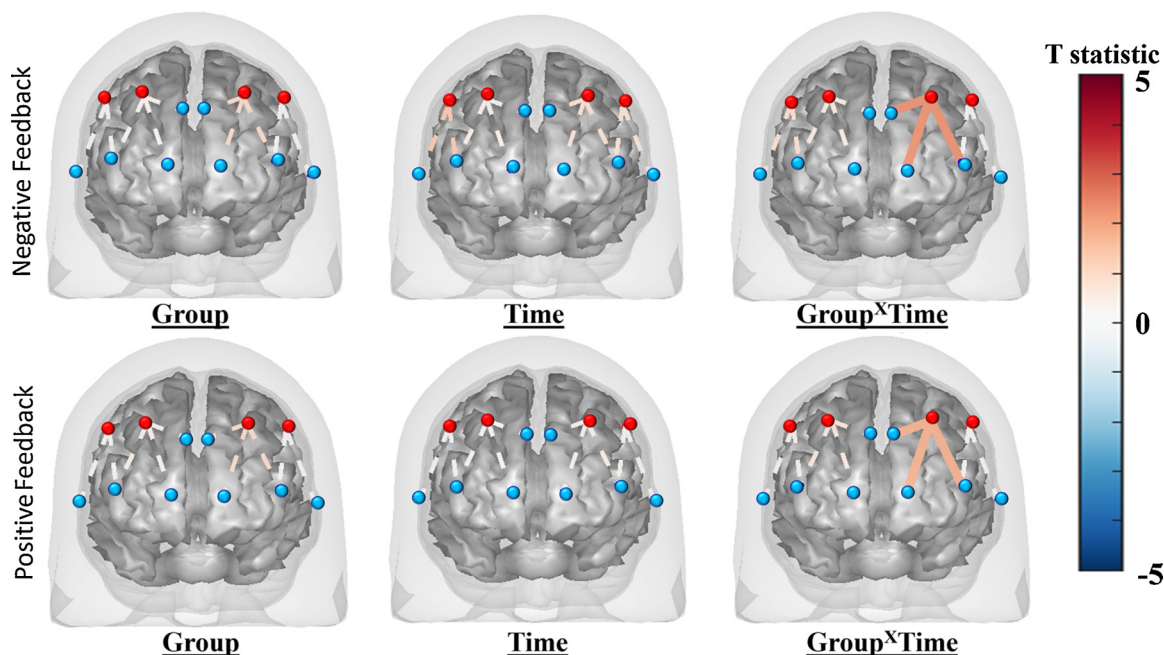 T statistic
5
0
-5
Negative Feedback
Group
Time
GroupXTime
Positive Feedback
Group
Time
GroupXTime